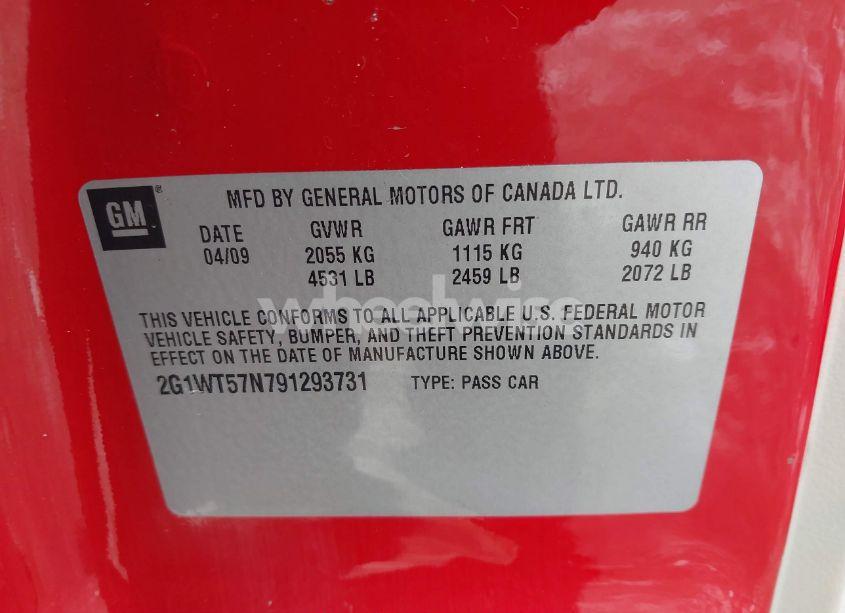 GM ®
MFD BY GENERAL MOTORS OF CANADA LTD.
DATE GVWR GAWR FRT GAWR RR
04/09 2055 KG 1115 KG 940 KG
4531 LB 2459 LB 2072 LB
wheelwise
THIS VEHICLE CONFORMS TO ALL APPLICABLE U.S. FEDERAL MOTOR
VEHICLE SAFETY, BUMPER, AND THEFT PREVENTION STANDARDS IN
EFFECT ON THE DATE OF MANUFACTURE SHOWN ABOVE.
2G1WT57N791293731 TYPE: PASS CAR